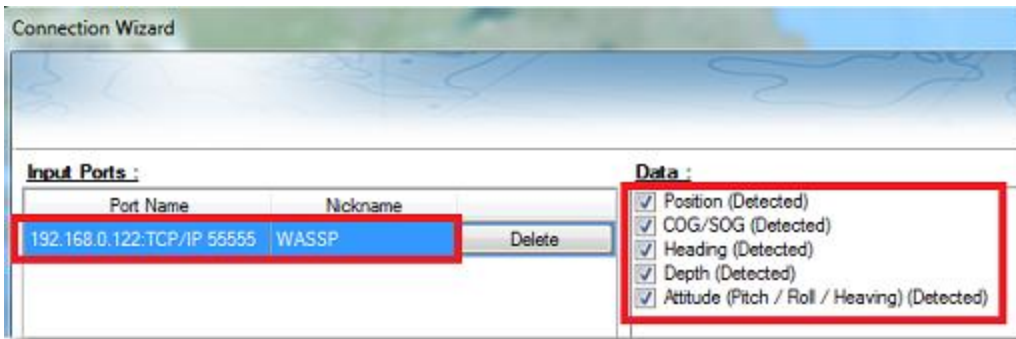 Connection Wizard
Input Ports :
Port Name Nickname
192.168.0.122:TCP/IP 55555 WASSP Delete
Data :
Position (Detected)
COG/SOG (Detected)
Heading (Detected)
Depth (Detected)
Attitude (Pitch / Roll / Heaving) (Detected)